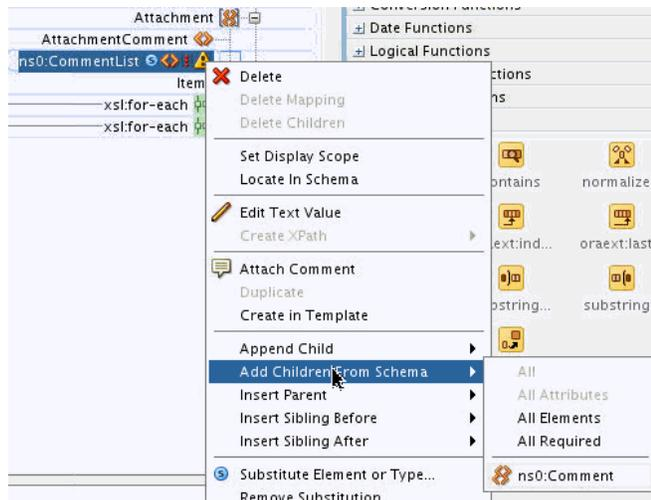 Conversion Functions
Attachment
Date Functions
AttachmentComment
Logical Functions
ns0:CommentList
Item
xsl:for-each
xsl:for-each
Delete
Delete Mapping
Delete Children
Set Display Scope
Locate In Schema
Edit Text Value
Create XPath
Attach Comment
Duplicate
Create in Template
Append Child
Add Children From Schema
Insert Parent
Insert Sibling Before
Insert Sibling After
Substitute Element or Type...
Remove Substitution
All
All Attributes
All Elements
All Required
ns0:Comment
ctions
ns
ontains
normalize
ext:ind...
oraext:last
bstring...
substring